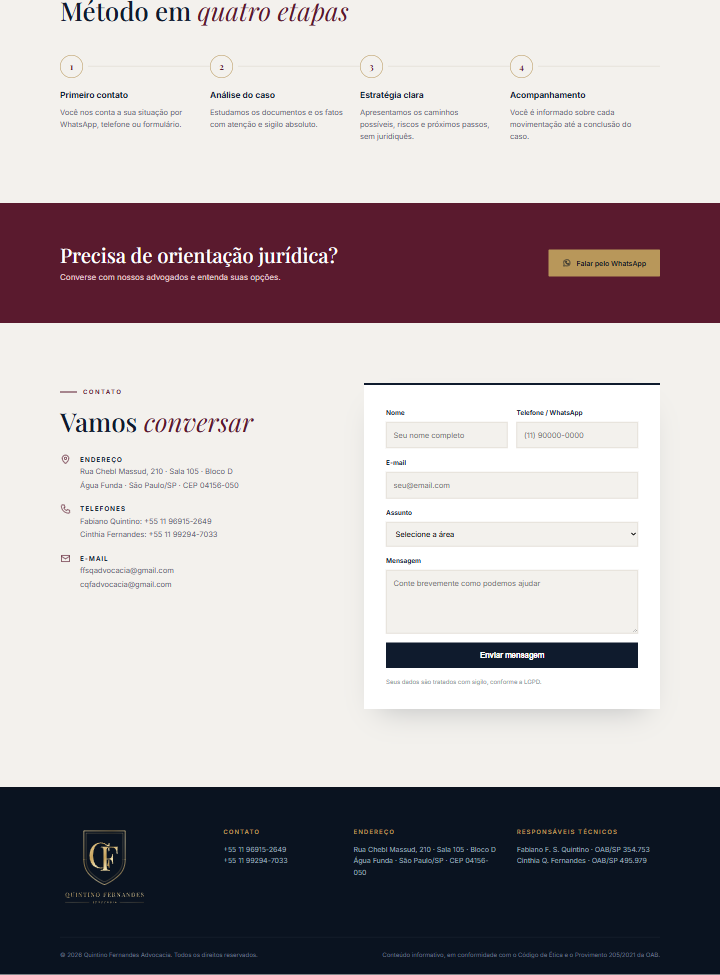 Método em quatro etapas
1
Primeiro contato
Você nos conta a sua situação por
WhatsApp, telefone ou formulário.
2
Análise do caso
Estudamos os documentos e os fatos
com atenção e sigilo absoluto.
3
Estratégia clara
Apresentamos os caminhos
possíveis, riscos e próximos passos,
sem juridiquês.
4
Acompanhamento
Você é informado sobre cada
movimentação até a conclusão do
caso.
Precisa de orientação jurídica?
Converse com nossos advogados e entenda suas opções.
Falar pelo WhatsApp
CONTATO
Vamos conversar
ENDEREÇO
Rua Chebl Massud, 210 · Sala 105 · Bloco D
Água Funda · São Paulo/SP · CEP 04156-050
TELEFONES
Fabiano Quintino: +55 11 96915-2649
Cinthia Fernandes: +55 11 99294-7033
E-MAIL
ffsqadvocacia@gmail.com
cqfadvocacia@gmail.com
Nome
Seu nome completo
Telefone / WhatsApp
(11) 90000-0000
E-mail
seu@email.com
Assunto
Selecione a área
Mensagem
Conte brevemente como podemos ajudar
Enviar mensagem
Seus dados são tratados com sigilo, conforme a LGPD.
QUINTINO FERNANDES
CONTATO
+55 11 96915-2649
+55 11 99294-7033
ENDEREÇO
Rua Chebl Massud, 210 · Sala 105 · Bloco D
Água Funda · São Paulo/SP · CEP 04156-
050
RESPONSÁVEIS TÉCNICOS
Fabiano F. S. Quintino · OAB/SP 354.753
Cinthia Q. Fernandes · OAB/SP 495.979
© 2026 Quintino Fernandes Advocacia. Todos os direitos reservados.
Conteúdo informativo, em conformidade com o Código de Ética e o Provimento 205/2021 da OAB.